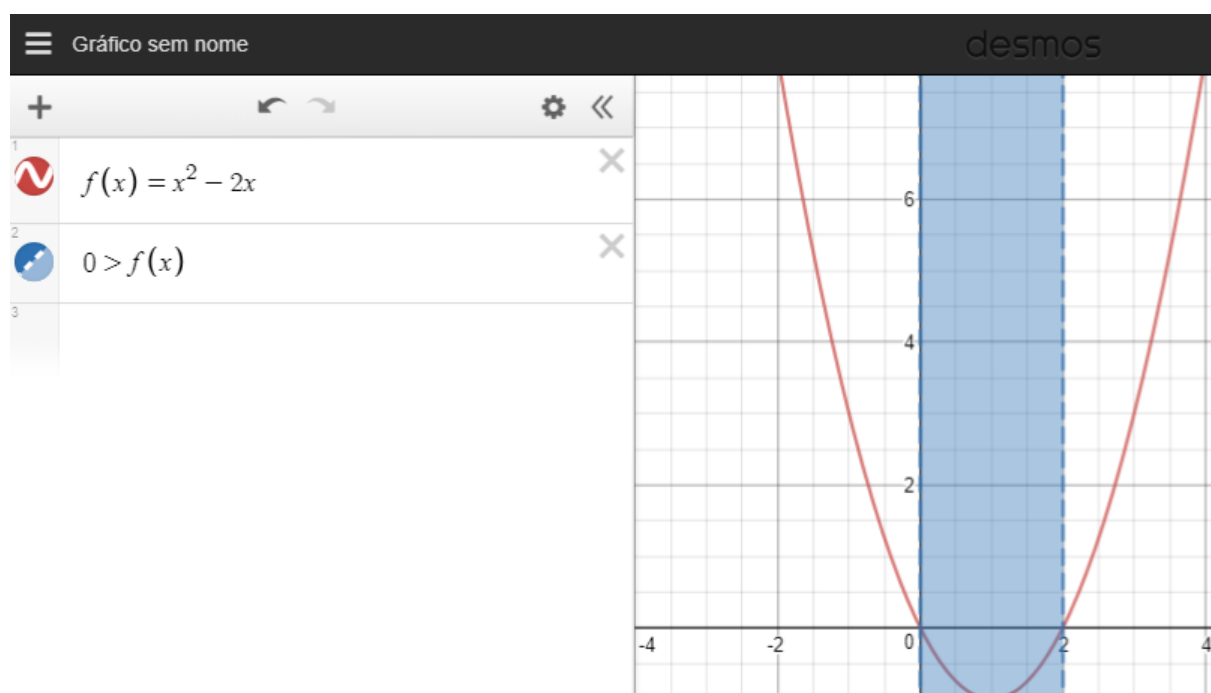 Gráfico sem nome
desmos
1
f(x) = x² − 2x
2
0 > f(x)
3
6
4
2
-4 -2 0 2 4